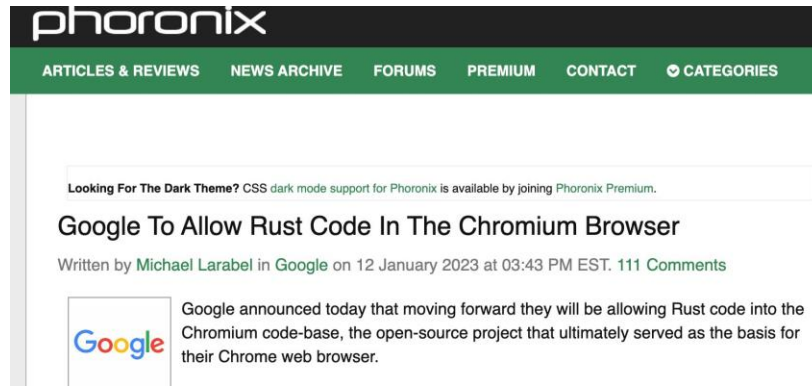 phoronix
ARTICLES & REVIEWS NEWS ARCHIVE FORUMS PREMIUM CONTACT CATEGORIES
Looking For The Dark Theme? CSS dark mode support for Phoronix is available by joining Phoronix Premium.
Google To Allow Rust Code In The Chromium Browser
Written by Michael Larabel in Google on 12 January 2023 at 03:43 PM EST. 111 Comments
Google
Google announced today that moving forward they will be allowing Rust code into the
Chromium code-base, the open-source project that ultimately served as the basis for
their Chrome web browser.